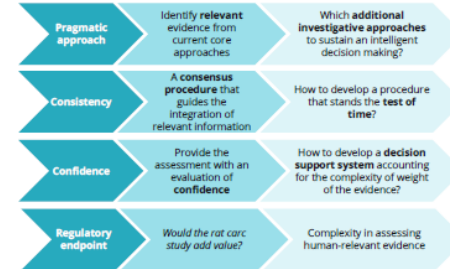 Pragmatic
approach
Identify relevant
evidence from
current core
approaches
Which additional
investigative approaches
to sustain an intelligent
decision making?
Consistency
A consensus
procedure that
guides the
integration of
relevant information
How to develop a procedure
that stands the test of
time?
Confidence
Provide the
assessment with an
evaluation of
confidence
How to develop a decision
support system accounting
for the complexity of weight
of the evidence?
Regulatory
endpoint
Would the rat carc
study add value?
Complexity in assessing
human-relevant evidence